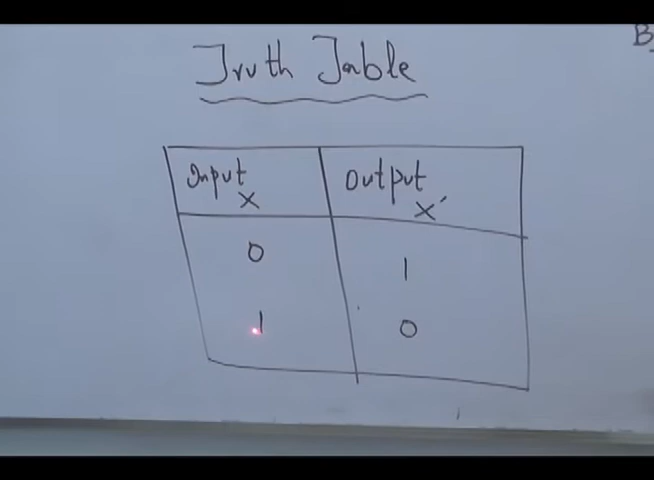 Truth Table
Input X
Output X'
0 1
1 0
B